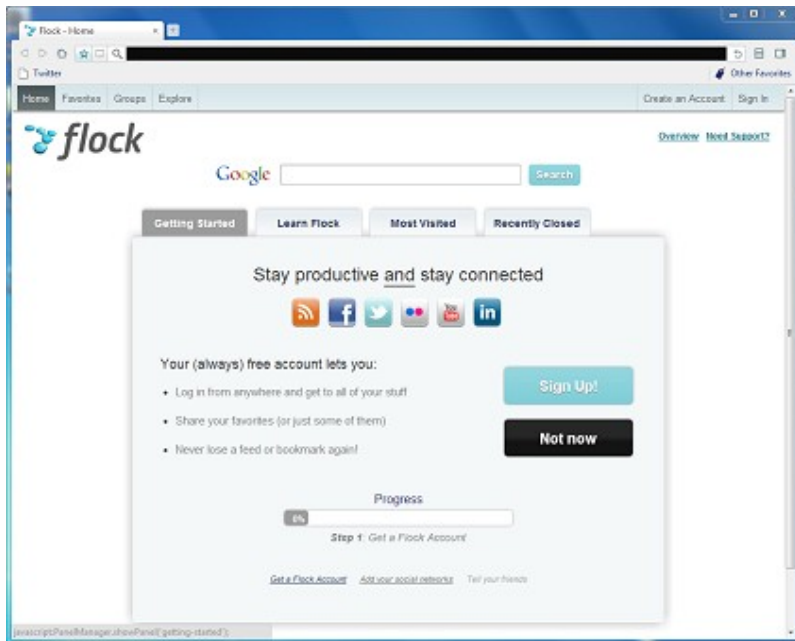 Flock - Home
Twitter
Other Favorites
Home Favorites Groups Explore
Create an Account Sign In
flock
Overview Need Support?
Google
Search
Getting Started
Learn Flock
Most Visited
Recently Closed
Stay productive and stay connected
You Tube
in
Your (always) free account lets you:
• Log in from anywhere and get to all of your stuff
• Share your favorites (or just some of them)
• Never lose a feed or bookmark again!
Sign Up!
Not now
Progress
0%
Step 1: Get a Flock Account
Get a Flock Account Add your social networks Tell your friends
javascript:PanelManager.showPanel('getting-started');